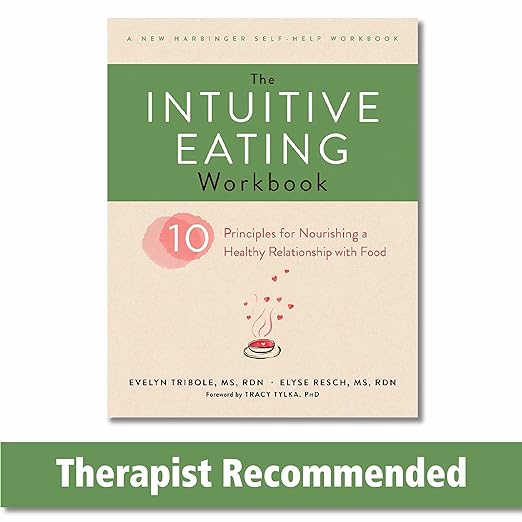 A NEW HARBINGER SELF-HELP WORKBOOK
The
INTUITIVE
EATING
Workbook
10 Principles for Nourishing a
Healthy Relationship with Food
EVELYN TRIBOLE, MS, RDN · ELYSE RESCH, MS, RDN
Foreword by TRACY TYLKA, PHD
Therapist Recommended